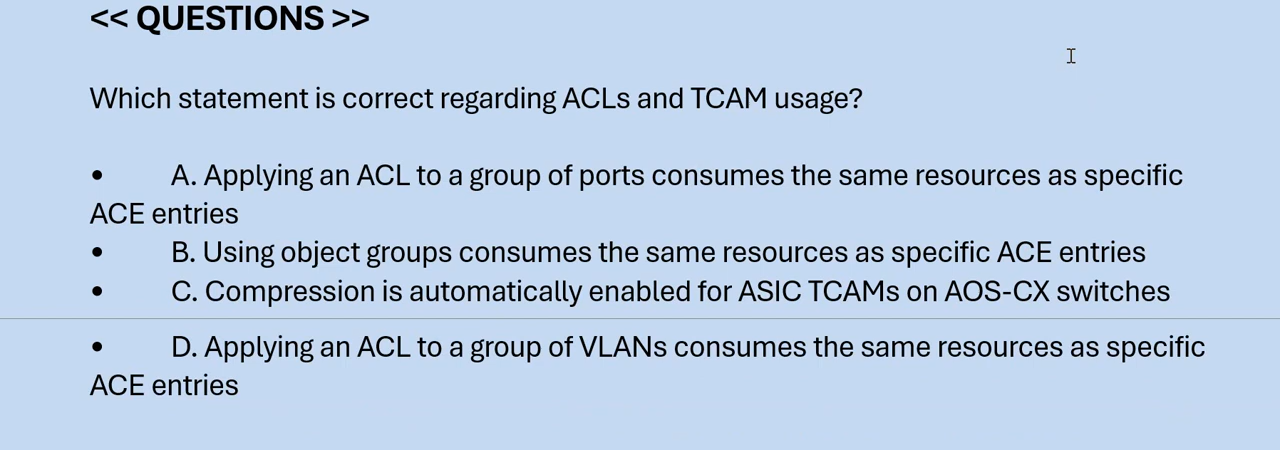 << QUESTIONS >>
Which statement is correct regarding ACLs and TCAM usage?
• A. Applying an ACL to a group of ports consumes the same resources as specific
ACE entries
• B. Using object groups consumes the same resources as specific ACE entries
• C. Compression is automatically enabled for ASIC TCAMs on AOS-CX switches
• D. Applying an ACL to a group of VLANs consumes the same resources as specific
ACE entries